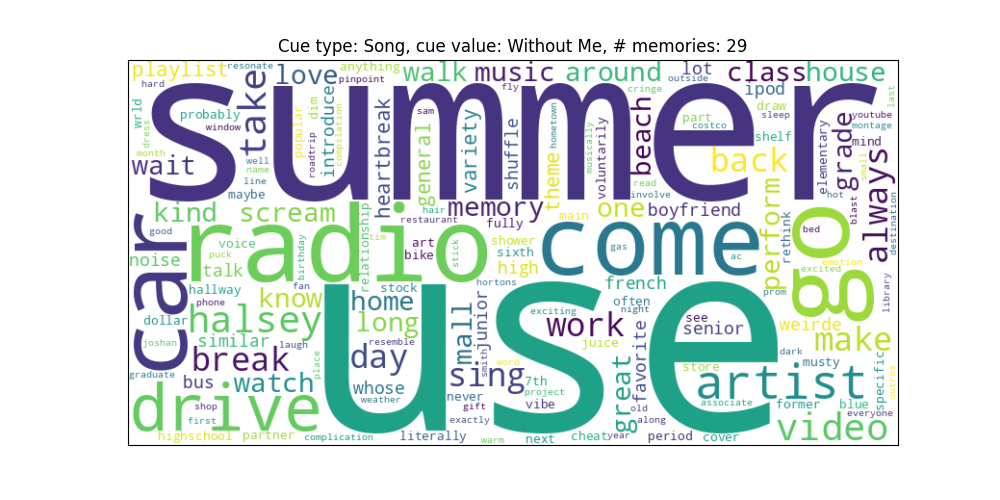 Cue type: Song, cue value: Without Me, # memories: 29
playlist resonate anything walk music around lot class house
hard take love pinpoint fly cringe outside ipod last
wrld probably window popular dim compilation introduce heartbreak sam general variety shuffle hometown musically voluntarily beach part draw sleep youtube
dress summer roadtrip theme costco shelf elementary grade montage
month wait well name line maybe read involve back mind small hot
kind scream relationship hair memory restaurant fully main one boyfriend perform rethink blast always destination
good car radio art bike stick shower sixth come gas ac bed go
noise voice puck talk birthday tim high excited emotion
hallway fan stock hortons french prom library
phone know home exciting often night see
dollar halsey long junior work senior weirde
joshan similar laugh resemble mall juice favorite make
break place day smith word store dark musty
graduate bus watch whose sing 7th project great artist specific
shop drive weather never vibe use old associate former blue outros
first gift exactly along everyone
highschool partner complication literally warm next cheat year period cover video